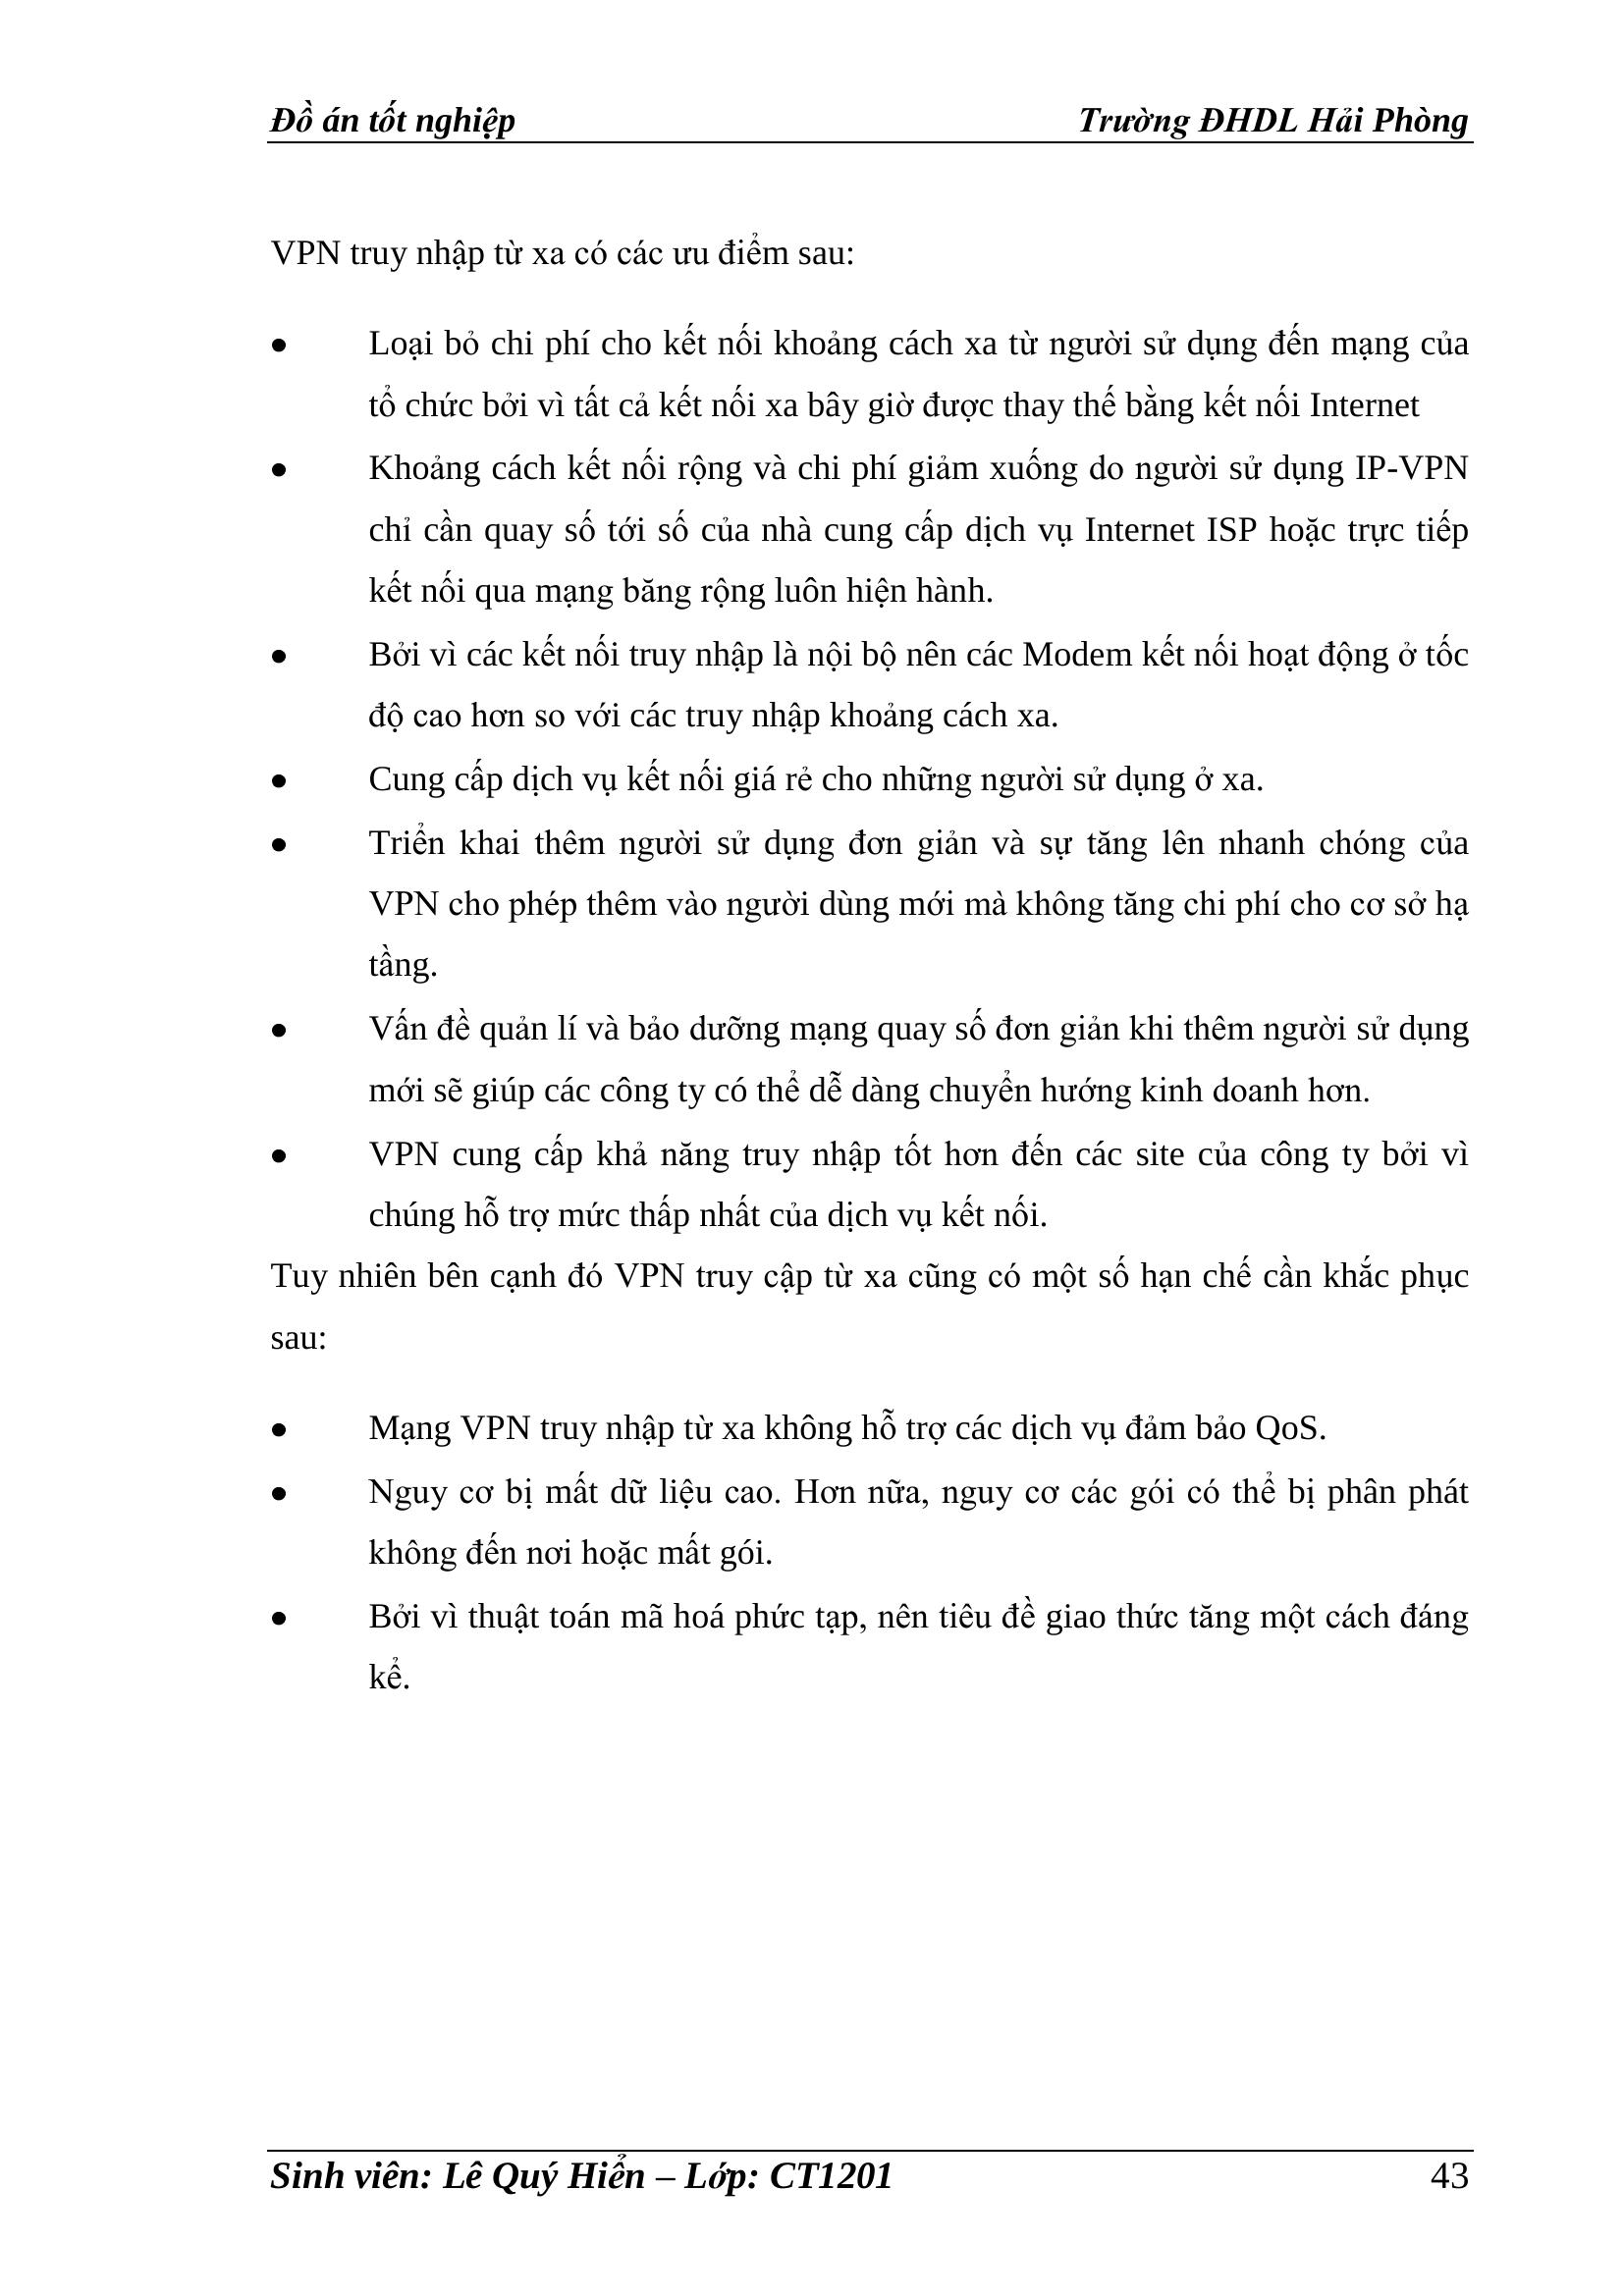 Đồ án tốt nghiệp Trường ĐHDL Hải Phòng
VPN truy nhập từ xa có các ưu điểm sau:
● Loại bỏ chi phí cho kết nối khoảng cách xa từ người sử dụng đến mạng của
tổ chức bởi vì tất cả kết nối xa bây giờ được thay thế bằng kết nối Internet
● Khoảng cách kết nối rộng và chi phí giảm xuống do người sử dụng IP-VPN
chỉ cần quay số tới số của nhà cung cấp dịch vụ Internet ISP hoặc trực tiếp
kết nối qua mạng băng rộng luôn hiện hành.
● Bởi vì các kết nối truy nhập là nội bộ nên các Modem kết nối hoạt động ở tốc
độ cao hơn so với các truy nhập khoảng cách xa.
● Cung cấp dịch vụ kết nối giá rẻ cho những người sử dụng ở xa.
● Triển khai thêm người sử dụng đơn giản và sự tăng lên nhanh chóng của
VPN cho phép thêm vào người dùng mới mà không tăng chi phí cho cơ sở hạ
tầng.
● Vấn đề quản lí và bảo dưỡng mạng quay số đơn giản khi thêm người sử dụng
mới sẽ giúp các công ty có thể dễ dàng chuyển hướng kinh doanh hơn.
● VPN cung cấp khả năng truy nhập tốt hơn đến các site của công ty bởi vì
chúng hỗ trợ mức thấp nhất của dịch vụ kết nối.
Tuy nhiên bên cạnh đó VPN truy cập từ xa cũng có một số hạn chế cần khắc phục
sau:
● Mạng VPN truy nhập từ xa không hỗ trợ các dịch vụ đảm bảo QoS.
● Nguy cơ bị mất dữ liệu cao. Hơn nữa, nguy cơ các gói có thể bị phân phát
không đến nơi hoặc mất gói.
● Bởi vì thuật toán mã hoá phức tạp, nên tiêu đề giao thức tăng một cách đáng
kể.
Sinh viên: Lê Quý Hiển – Lớp: CT1201 43